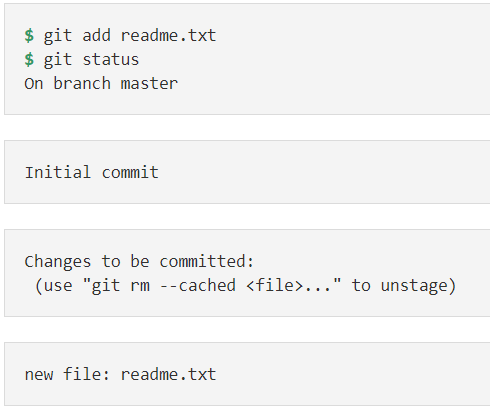 $ git add readme.txt
$ git status
On branch master
Initial commit
Changes to be committed:
(use "git rm --cached <file>..." to unstage)
new file: readme.txt